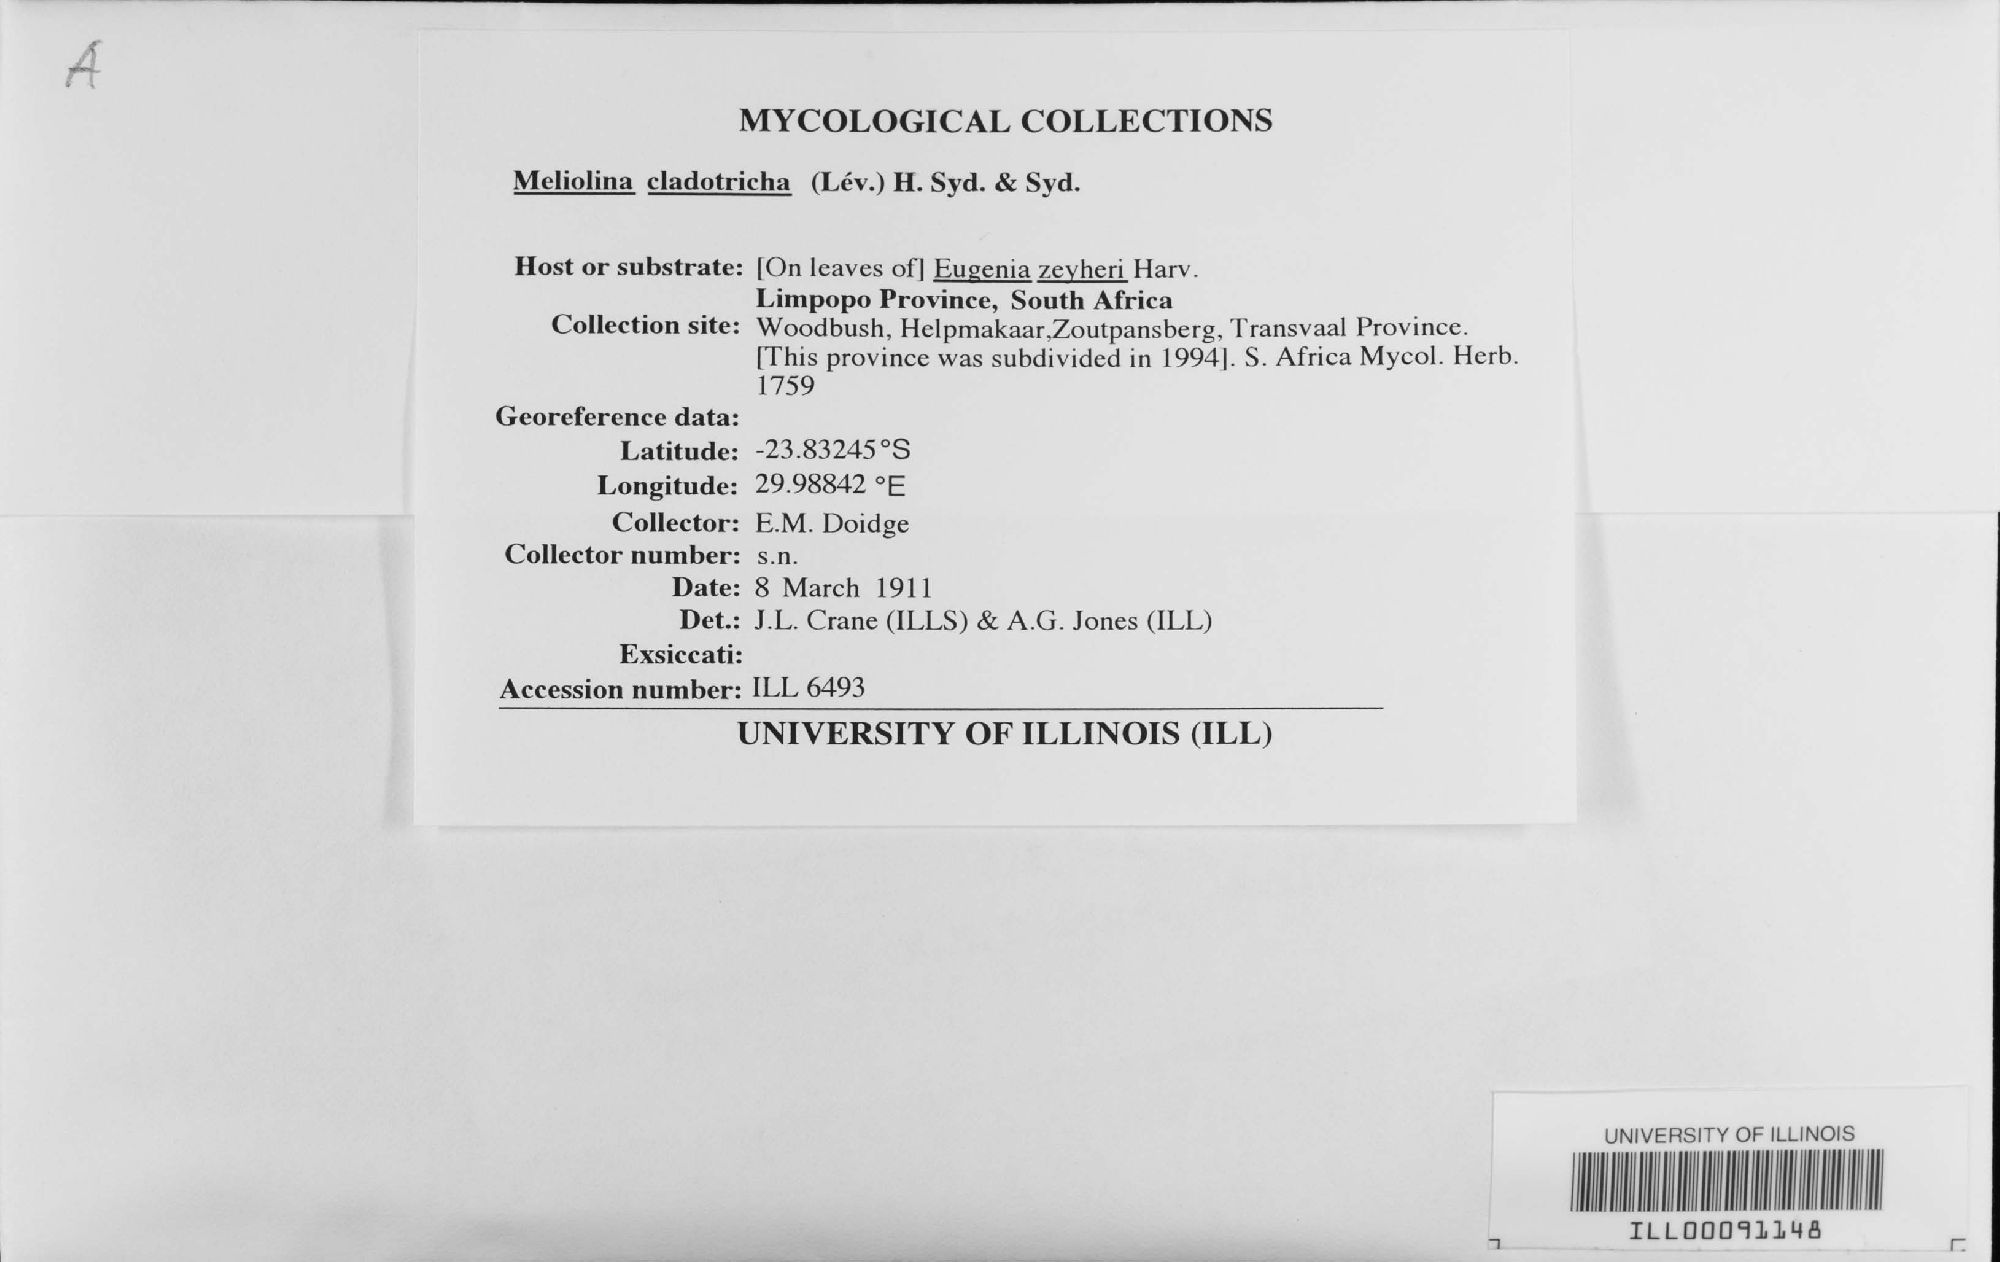 A
MYCOLOGICAL COLLECTIONS
Meliolina cladotricha (Lév.) H. Syd. & Syd.
Host or substrate: [On leaves of] Eugenia zeyheri Harv.
Limpopo Province, South Africa
Collection site: Woodbush, Helpmakaar,Zoutpansberg, Transvaal Province.
[This province was subdivided in 1994]. S. Africa Mycol. Herb.
1759
Georeference data:
Latitude: -23.83245°S
Longitude: 29.98842 °E
Collector: E.M. Doidge
Collector number: s.n.
Date: 8 March 1911
Det.: J.L. Crane (ILLS) & A.G. Jones (ILL)
Exsiccati:
Accession number: ILL 6493
UNIVERSITY OF ILLINOIS (ILL)
UNIVERSITY OF ILLINOIS
ILL00091148